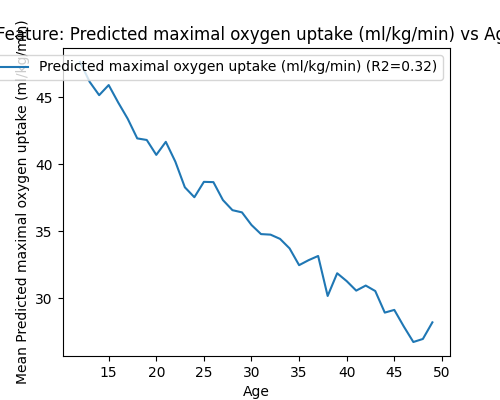 Feature: Predicted maximal oxygen uptake (ml/kg/min) vs Ag
Predicted maximal oxygen uptake (ml/kg/min) (R2=0.32)
Mean Predicted maximal oxygen uptake (ml/kg/min)
45
40
35
30
15 20 25 30 35 40 45 50
Age